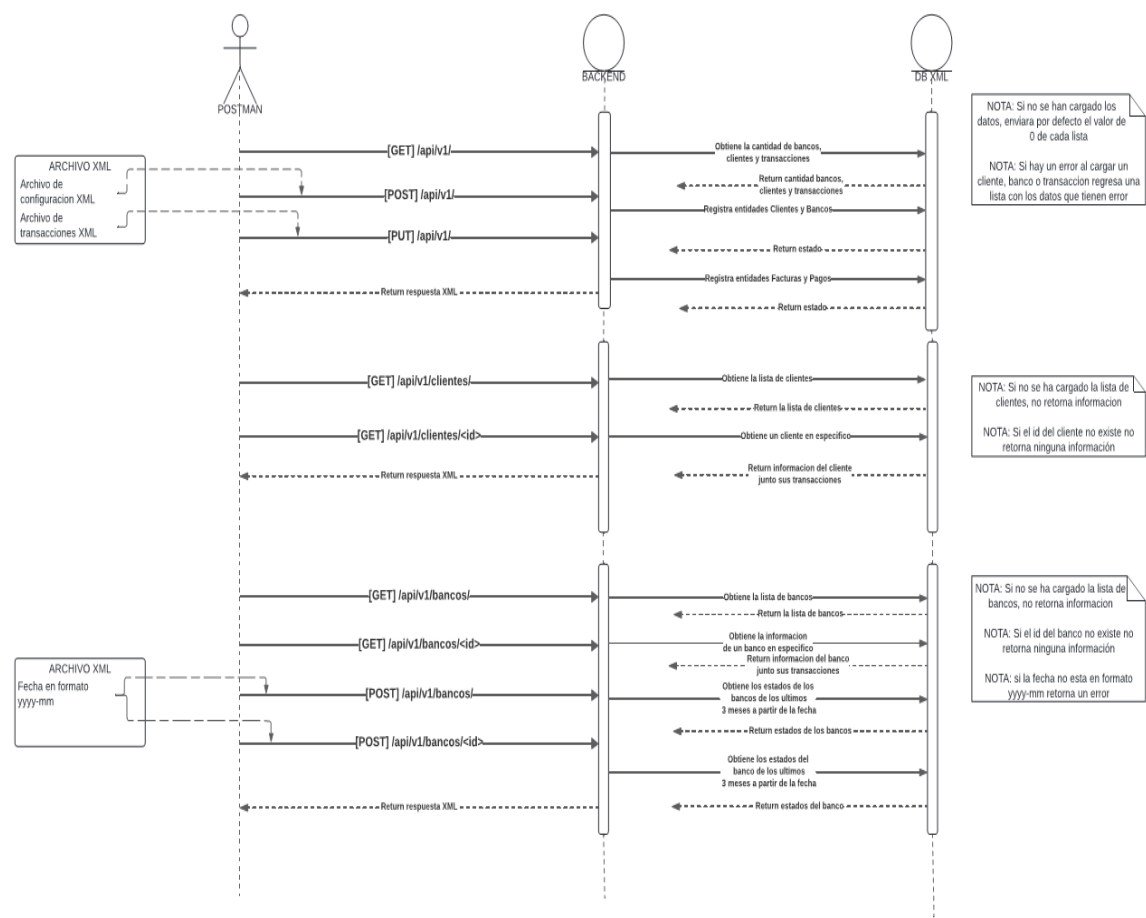 POSTMAN
BACKEND
DB XML
NOTA: Si no se han cargado los
datos, enviara por defecto el valor de
0 de cada lista
NOTA: Si hay un error al cargar un
cliente, banco o transaccion regresa una
lista con los datos que tienen error
ARCHIVO XML
Archivo de
configuracion XML
Archivo de
transacciones XML
[GET] /api/v1/
Obtiene la cantidad de bancos,
clientes y transacciones
Return cantidad bancos,
clientes y transacciones
[POST] /api/v1/
Registra entidades Clientes y Bancos
[PUT] /api/v1/
Return estado
Registra entidades Facturas y Pagos
Return respuesta XML
Return estado
[GET] /api/v1/clientes/
Obtiene la lista de clientes
Return la lista de clientes
[GET] /api/v1/clientes/<id>
Obtiene un cliente en especifico
Return respuesta XML
Return informacion del cliente
junto sus transacciones
NOTA: Si no se ha cargado la lista de
clientes, no retorna informacion
NOTA: Si el id del cliente no existe no
retorna ninguna información
[GET] /api/v1/bancos/
Obtiene la lista de bancos
Return la lista de bancos
[GET] /api/v1/bancos/<id>
Obtiene la informacion
de un banco en especifico
Return informacion del banco
junto sus transacciones
NOTA: Si no se ha cargado la lista de
bancos, no retorna informacion
NOTA: Si el id del banco no existe no
retorna ninguna información
NOTA: si la fecha no esta en formato
yyyy-mm retorna un error
ARCHIVO XML
Fecha en formato
yyyy-mm
[POST] /api/v1/bancos/
Obtiene los estados de los
bancos de los ultimos
3 meses a partir de la fecha
Return estados de los bancos
[POST] /api/v1/bancos/<id>
Obtiene los estados del
banco de los ultimos
3 meses a partir de la fecha
Return respuesta XML
Return estados del banco